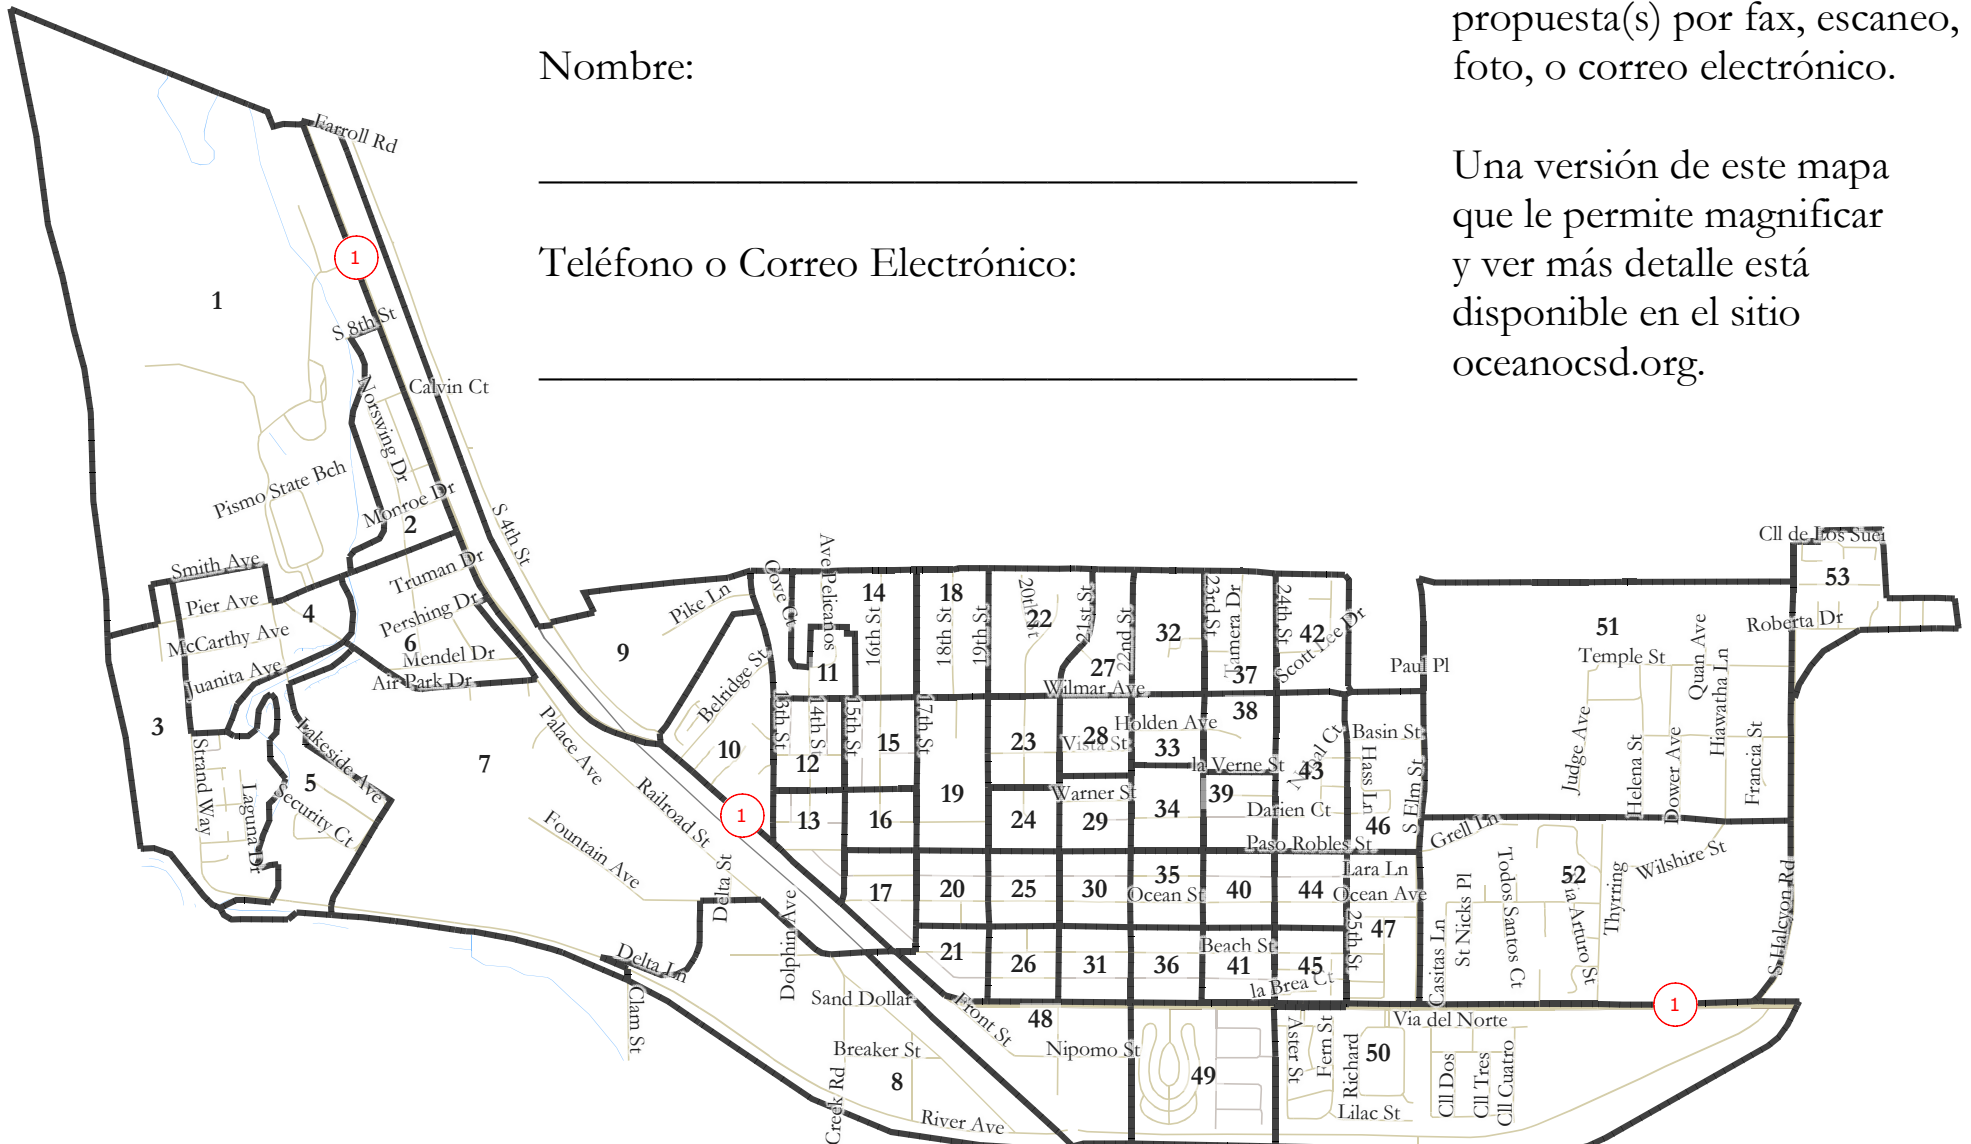 propuesta(s) por fax, escaneo,
foto, o correo electrónico.
Una versión de este mapa
que le permite magnificar
y ver más detalle está
disponible en el sitio
oceanocsd.org.
Nombre:
Teléfono o Correo Electrónico:
Farroll Rd
1
1
S 8th St
Calvin Ct
Norswing Dr
Pismo State Bch
Monroe Dr
2
S 4th St
Smith Ave
Pier Ave
4
McCarthy Ave
Juanita Ave
Truman Dr
Pershing Dr
6
Mendel Dr
Air Park Dr
3
Strand Way
Laguna Dr
5
Lakeside Ave
Security Ct
7
Palace Ave
Railroad St
Fountain Ave
Delta St
Delta Ln
Clam St
Dolphin Ave
Sand Dollar
Breaker St
8
Creek Rd
River Ave
9
Pike Ln
Belridge St
10
1
Cove Ct
Ave Pelicanos
11
13th St
14th St
15th St
16th St
17th St
12
13
14
15
16
17
18
18th St
19th St
19
20
21
20th St
22
21st St
27
22nd St
Wilmar Ave
23
28
Vista St
Holden Ave
33
la Verne St
Warner St
24
29
34
25
30
35
Ocean St
26
31
36
32
23rd St
Tamera Dr
37
38
39
Darien Ct
Paso Robles St
40
Beach St
41
la Brea Ct
24th St
42
Scott Lee Dr
43
44
45
Paul Pl
Basin St
Hass Ln
S Elm St
46
Lara Ln
Ocean Ave
25th St
47
Front St
48
Nipomo St
49
Aster St
Fern St
Richard
50
Via del Norte
Cll Dos
Cll Tres
Cll Cuatro
Lilac St
51
Temple St
Judge Ave
Helena St
Dower Ave
Quan Ave
Hiawatha Ln
Francia St
Grell Ln
52
Wilshire St
Thyring
Via Arturo St
Todos Santos Ct
St Nicks Pl
Casitas Ln
S Halcyon Rd
1
Cll de Los Suei
53
Roberta Dr